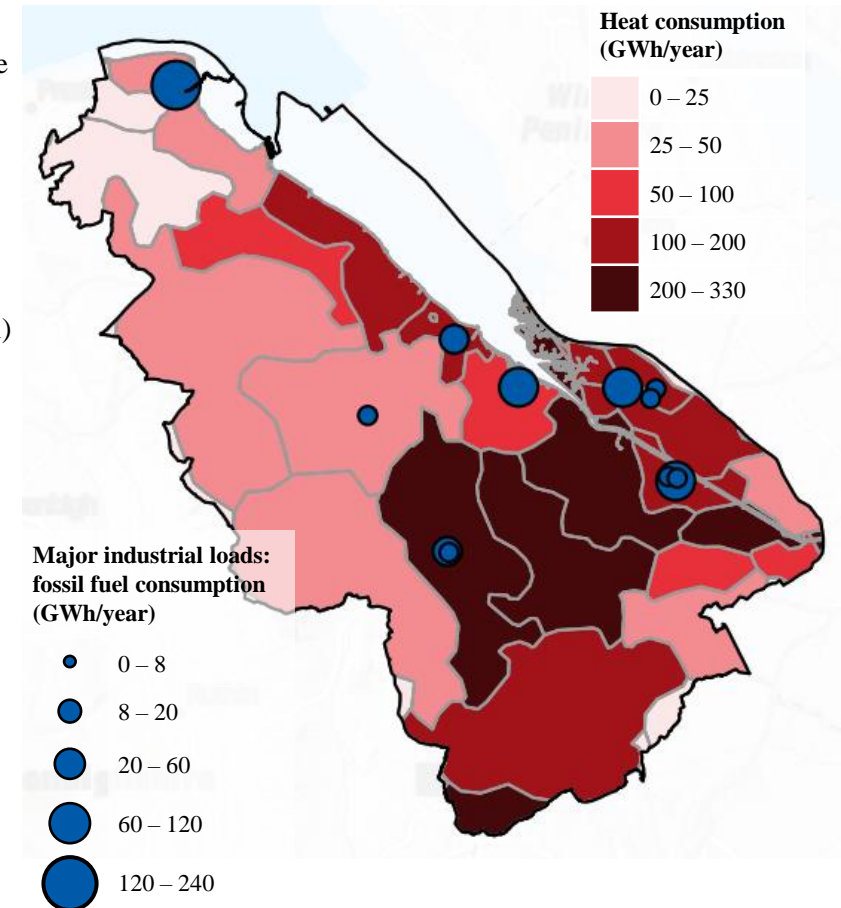 e
Heat consumption
(GWh/year)
0 – 25
25 – 50
50 – 100
100 – 200
200 – 330
)
Major industrial loads:
fossil fuel consumption
(GWh/year)
0 – 8
8 – 20
20 – 60
60 – 120
120 – 240